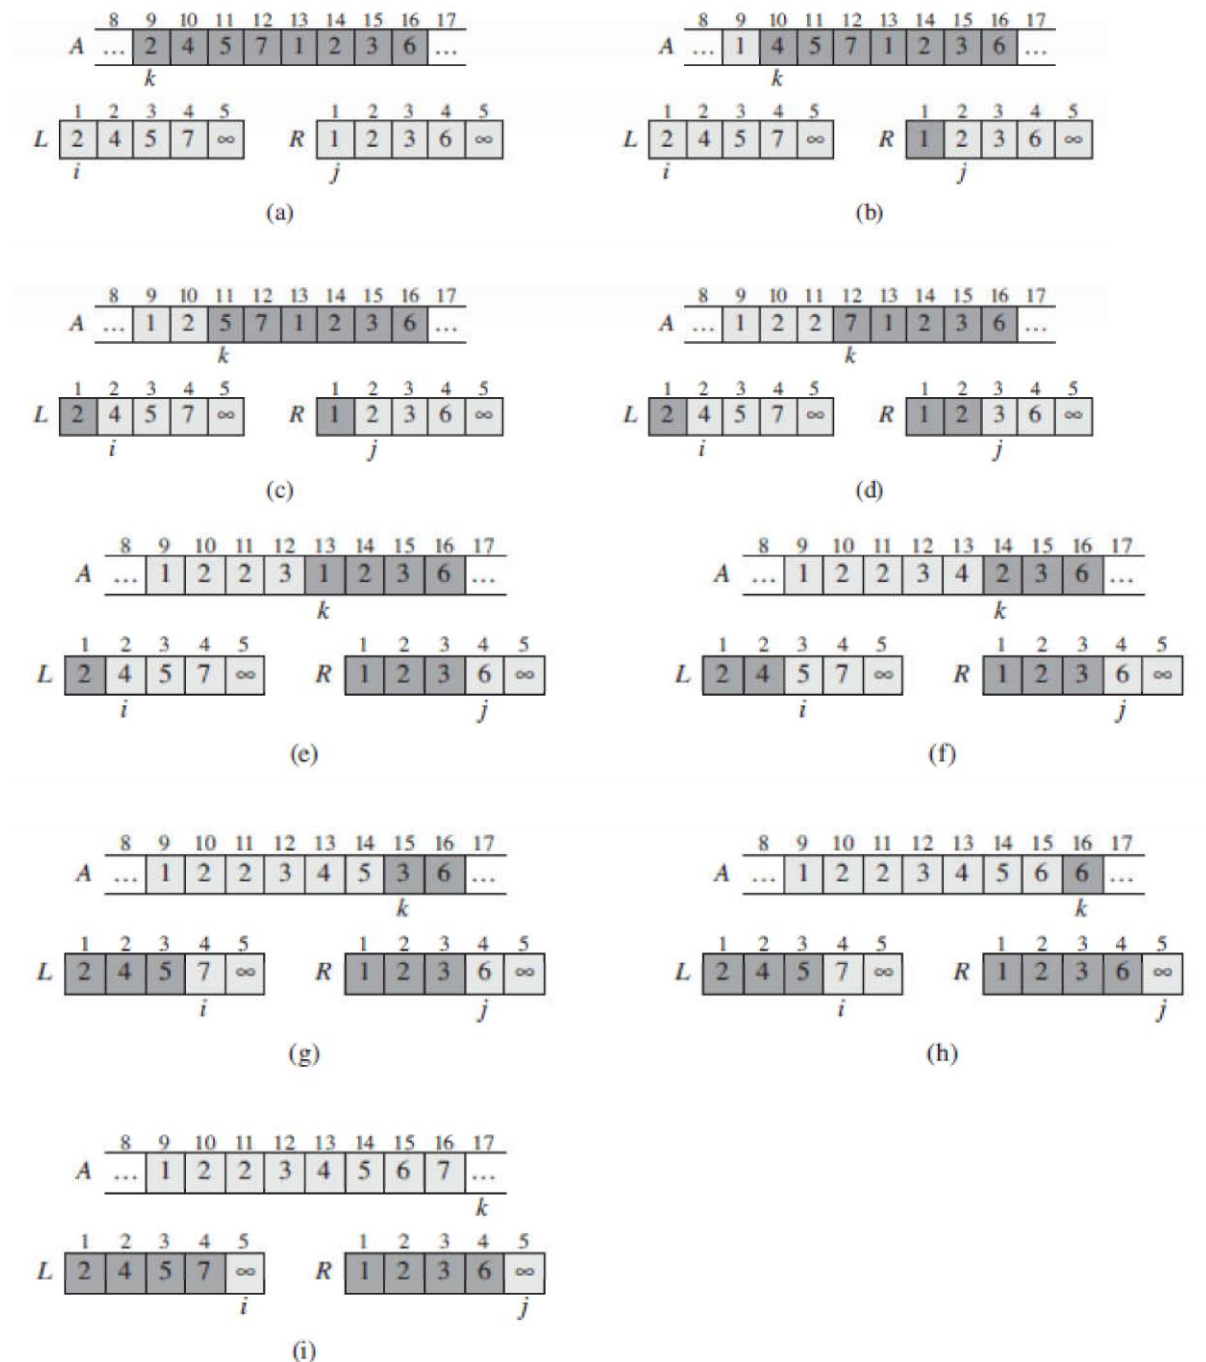 8 9 10 11 12 13 14 15 16 17
A ... 2 4 5 7 1 2 3 6 ...
k
1 2 3 4 5
L 2 4 5 7 ∞
i
1 2 3 4 5
R 1 2 3 6 ∞
j
(a)
8 9 10 11 12 13 14 15 16 17
A ... 1 4 5 7 1 2 3 6 ...
k
1 2 3 4 5
L 2 4 5 7 ∞
i
1 2 3 4 5
R 1 2 3 6 ∞
j
(b)
8 9 10 11 12 13 14 15 16 17
A ... 1 2 5 7 1 2 3 6 ...
k
1 2 3 4 5
L 2 4 5 7 ∞
i
1 2 3 4 5
R 1 2 3 6 ∞
j
(c)
8 9 10 11 12 13 14 15 16 17
A ... 1 2 2 7 1 2 3 6 ...
k
1 2 3 4 5
L 2 4 5 7 ∞
i
1 2 3 4 5
R 1 2 3 6 ∞
j
(d)
8 9 10 11 12 13 14 15 16 17
A ... 1 2 2 3 1 2 3 6 ...
k
1 2 3 4 5
L 2 4 5 7 ∞
i
1 2 3 4 5
R 1 2 3 6 ∞
j
(e)
8 9 10 11 12 13 14 15 16 17
A ... 1 2 2 3 4 2 3 6 ...
k
1 2 3 4 5
L 2 4 5 7 ∞
i
1 2 3 4 5
R 1 2 3 6 ∞
j
(f)
8 9 10 11 12 13 14 15 16 17
A ... 1 2 2 3 4 5 3 6 ...
k
1 2 3 4 5
L 2 4 5 7 ∞
i
1 2 3 4 5
R 1 2 3 6 ∞
j
(g)
8 9 10 11 12 13 14 15 16 17
A ... 1 2 2 3 4 5 6 6 ...
k
1 2 3 4 5
L 2 4 5 7 ∞
i
1 2 3 4 5
R 1 2 3 6 ∞
j
(h)
8 9 10 11 12 13 14 15 16 17
A ... 1 2 2 3 4 5 6 7 ...
k
1 2 3 4 5
L 2 4 5 7 ∞
i
1 2 3 4 5
R 1 2 3 6 ∞
j
(i)